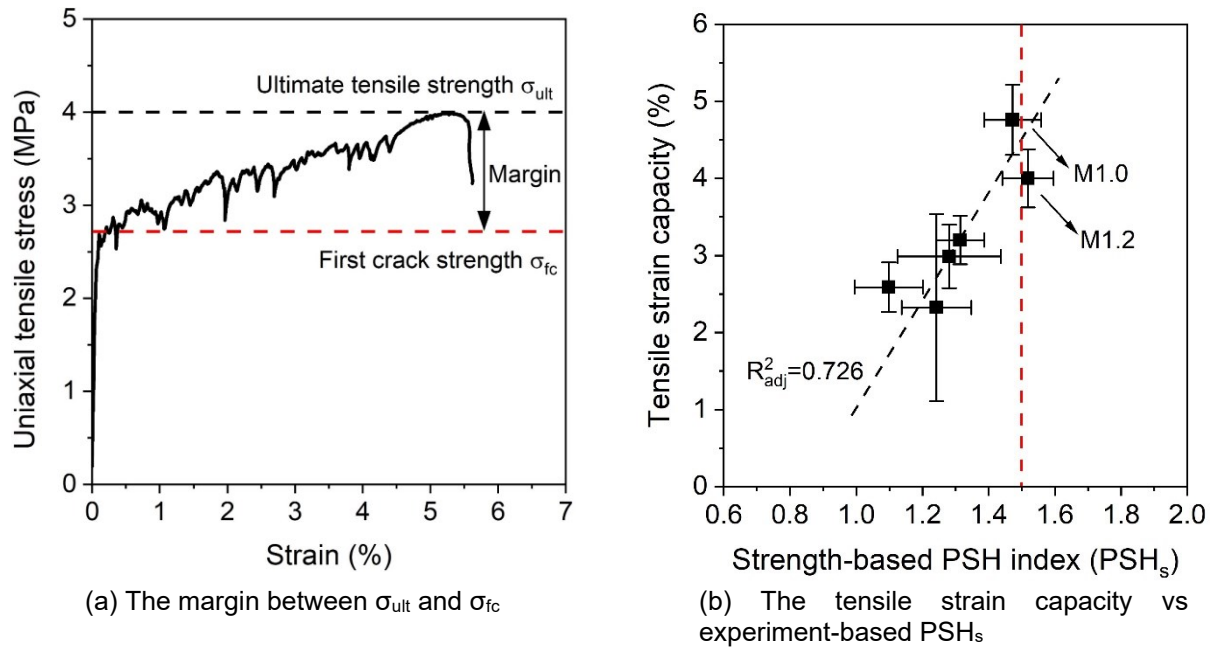 5
4
3
2
1
0
Uniaxial tensile stress (MPa)
Ultimate tensile strength σult
Margin
First crack strength σfc
0 1 2 3 4 5 6 7
Strain (%)
(a) The margin between σult and σfc
6
5
4
3
2
1
0
Tensile strain capacity (%)
M1.0
M1.2
R²adj=0.726
0.6 0.8 1.0 1.2 1.4 1.6 1.8 2.0
Strength-based PSH index (PSHs)
(b) The tensile strain capacity vs
experiment-based PSHs